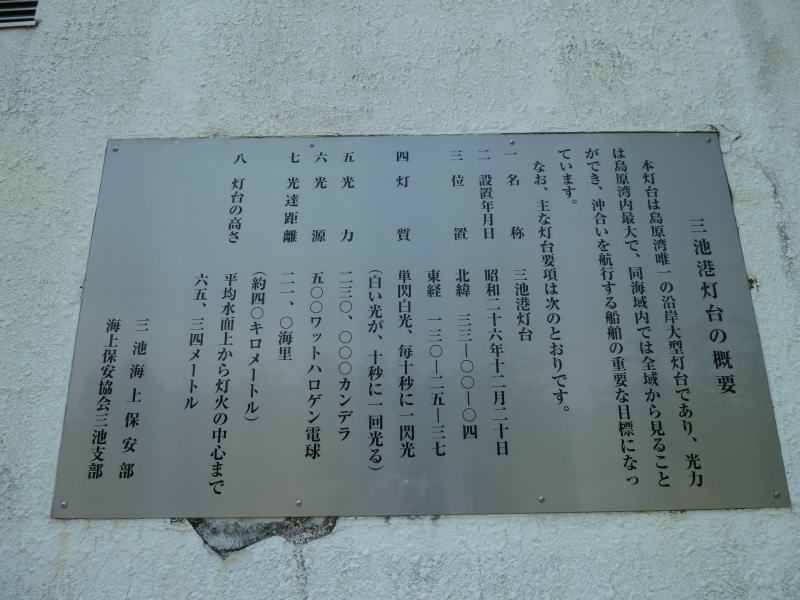 三池港灯台の概要
本灯台は島原湾唯一の沿岸大型灯台であり、光力
は島原湾内最大で、同海域内では全域から見ること
ができ、沖合いを航行する船舶の重要な目標になっ
ています。
なお、主な灯台要項は次のとおりです。
一 名称 三池港灯台
二 設置年月日 昭和二十六年十二月二十日
三 位置 北緯 三三―〇〇―〇四
東経 一三〇―二五―三七
四 灯質 単閃白光、毎十秒に一閃光
(白い光が、十秒に一回光る)
五 光力 二三〇、〇〇〇カンデラ
六 光源 五〇〇ワットハロゲン電球
七 光達距離 二一、〇海里
(約四〇キロメートル)
八 灯台の高さ 平均水面上から灯火の中心まで
六五、三四メートル
三池海上保安部
海上保安協会三池支部